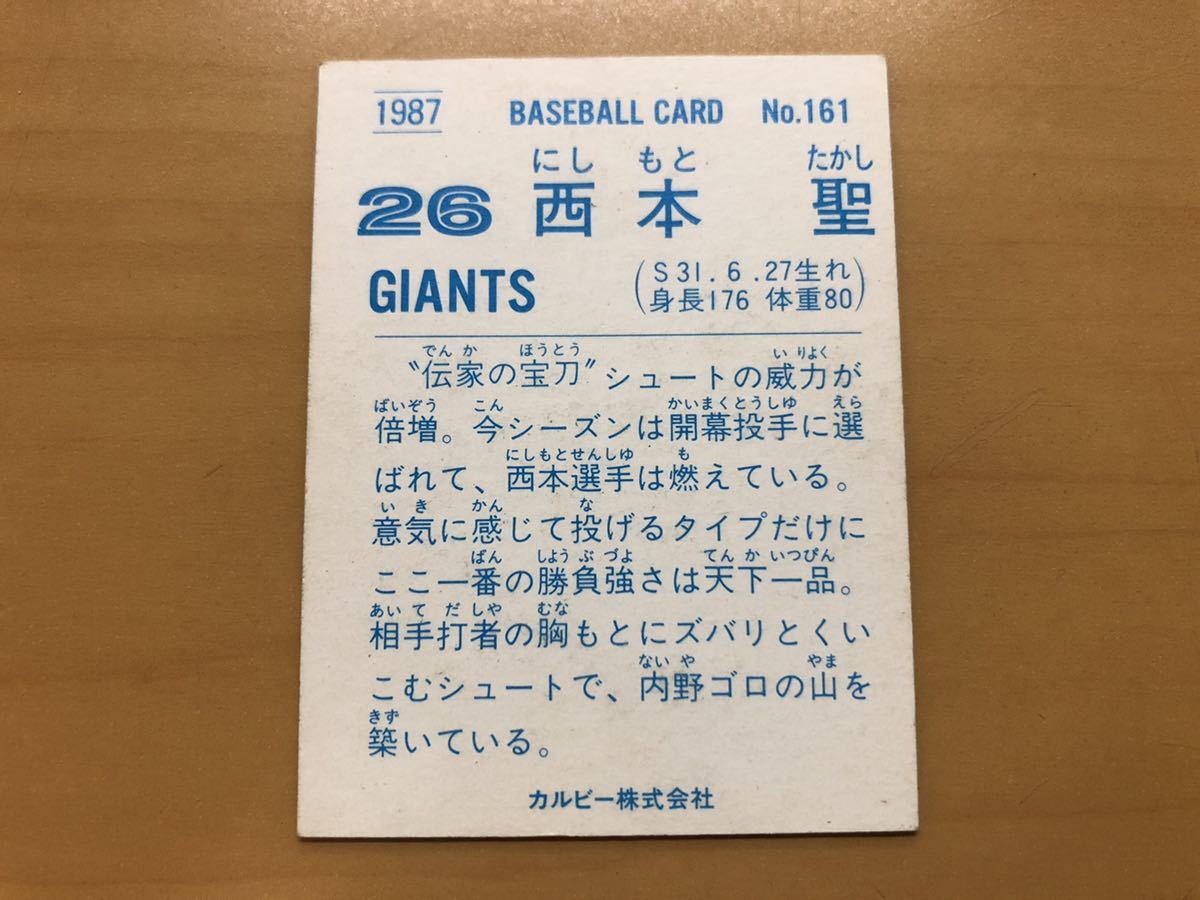 1987 BASEBALL CARD No.161
にし もと たかし
26 西本 聖
GIANTS
(S31.6.27生れ
身長176 体重80)
でんか ほうとう いりよく
“伝家の宝刀”シュートの威力が
ばいぞう こん かいまくとうしゆ えら
倍増。今シーズンは開幕投手に選
にしもとせんしゆ も
ばれて、西本選手は燃えている。
いき かん な
意気に感じて投げるタイプだけに
ばん しようぶづよ てんかいつぴん
ここ一番の勝負強さは天下一品。
あいてだしや むな
相手打者の胸もとにズバリとくい
ないや やま
こむシュートで、内野ゴロの山を
きず
築いている。
カルビー株式会社